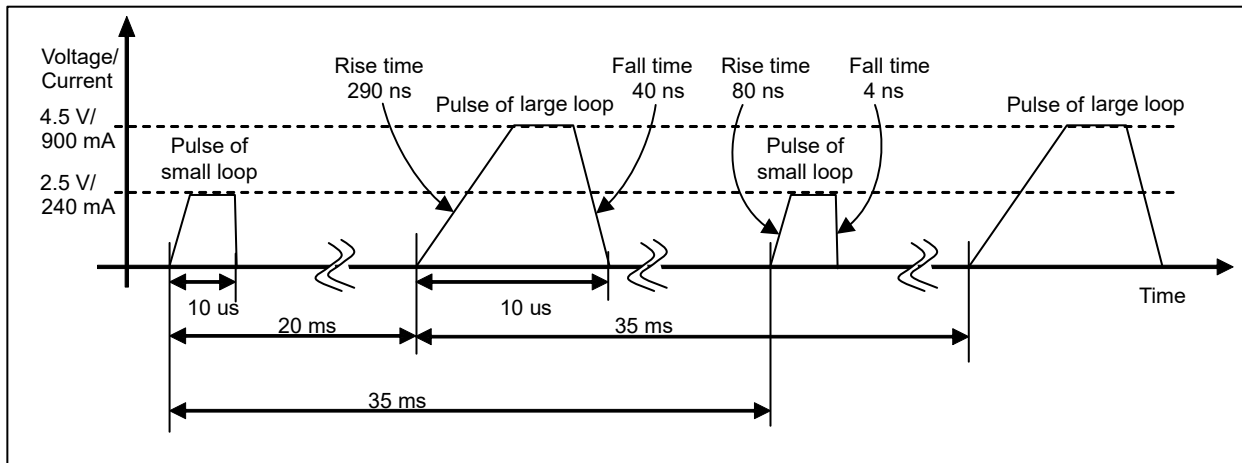 Voltage/
Current
4.5 V/
900 mA
2.5 V/
240 mA
Pulse of
small loop
Rise time
290 ns
Pulse of large loop
Fall time
40 ns
Rise time
80 ns
Pulse of
small loop
Fall time
4 ns
Pulse of large loop
10 us
10 us
Time
20 ms
35 ms
35 ms